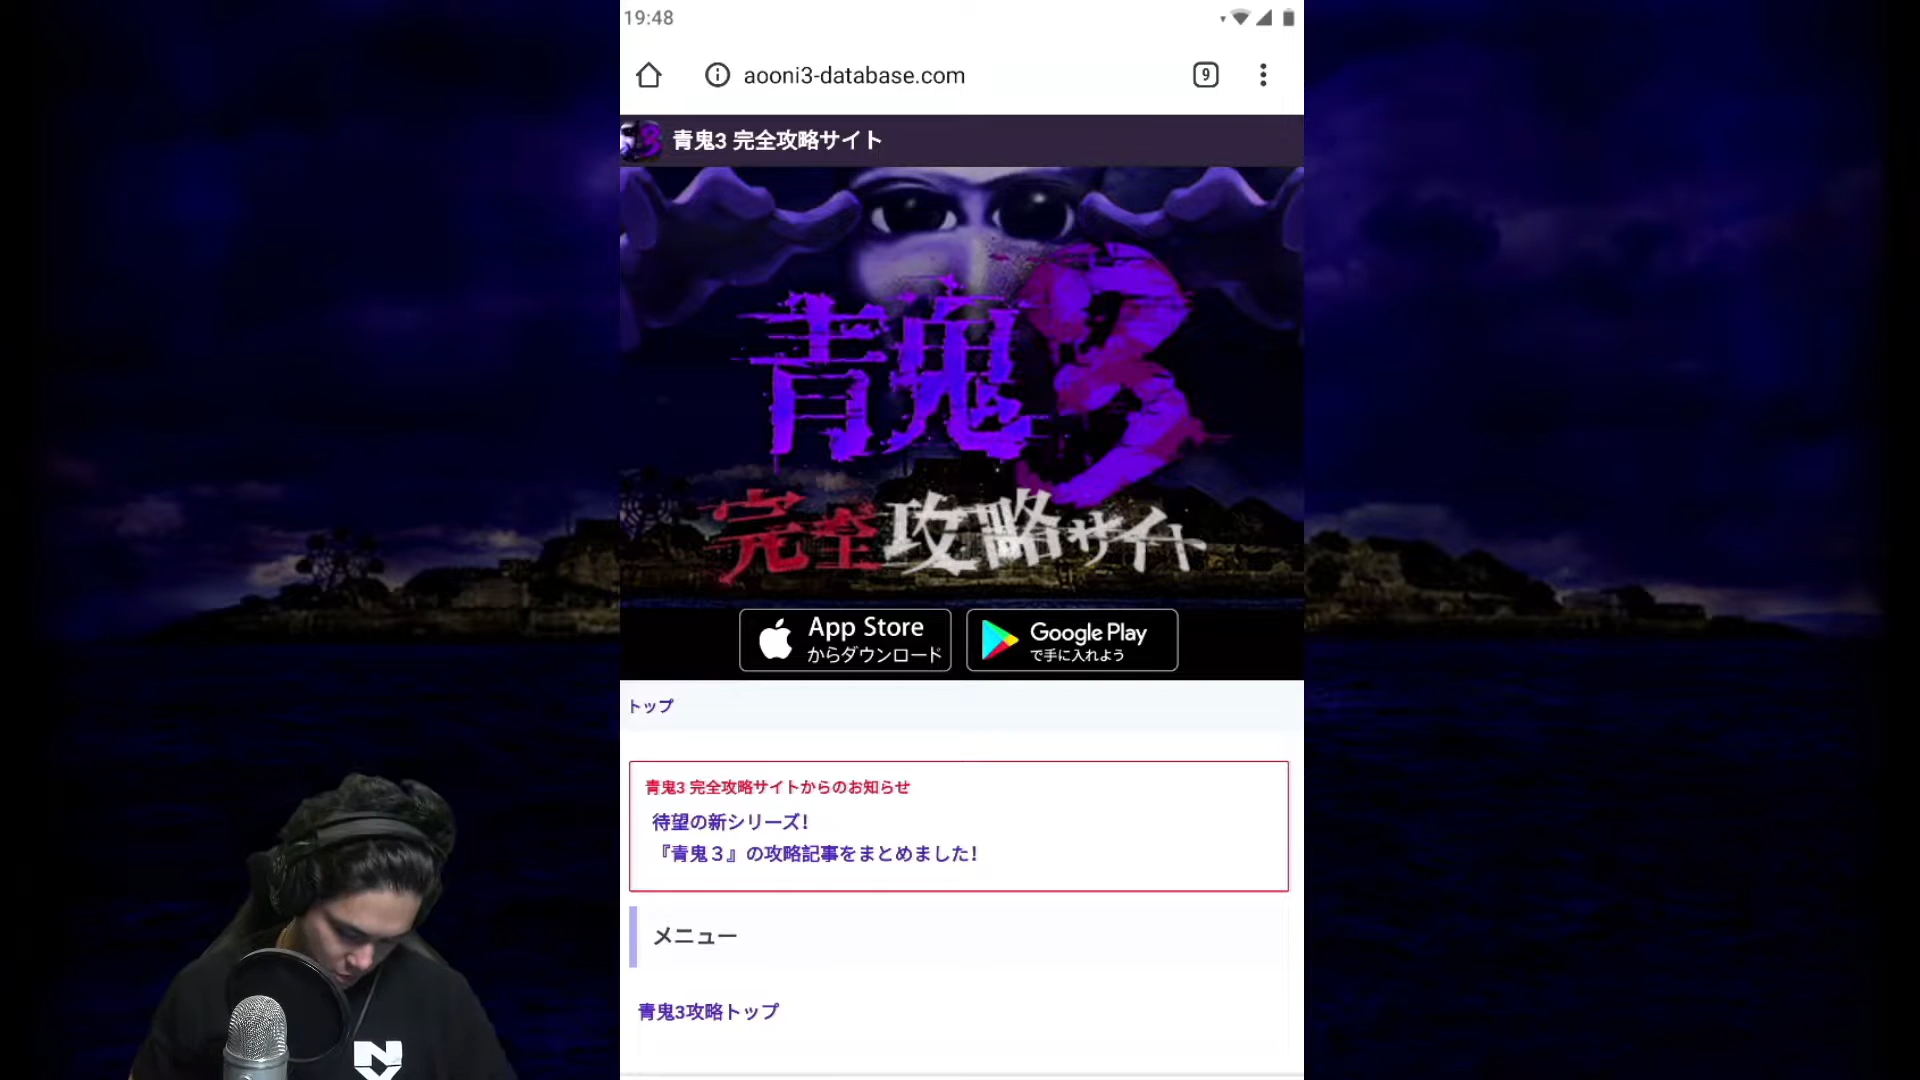 19:48
aooni3-database.com
9
青鬼3 完全攻略サイト
青鬼3
完全攻略サイト
App Store
からダウンロード
Google Play
で手に入れよう
トップ
青鬼3 完全攻略サイトからのお知らせ
待望の新シリーズ！
『青鬼３』の攻略記事をまとめました！
メニュー
青鬼3攻略トップ